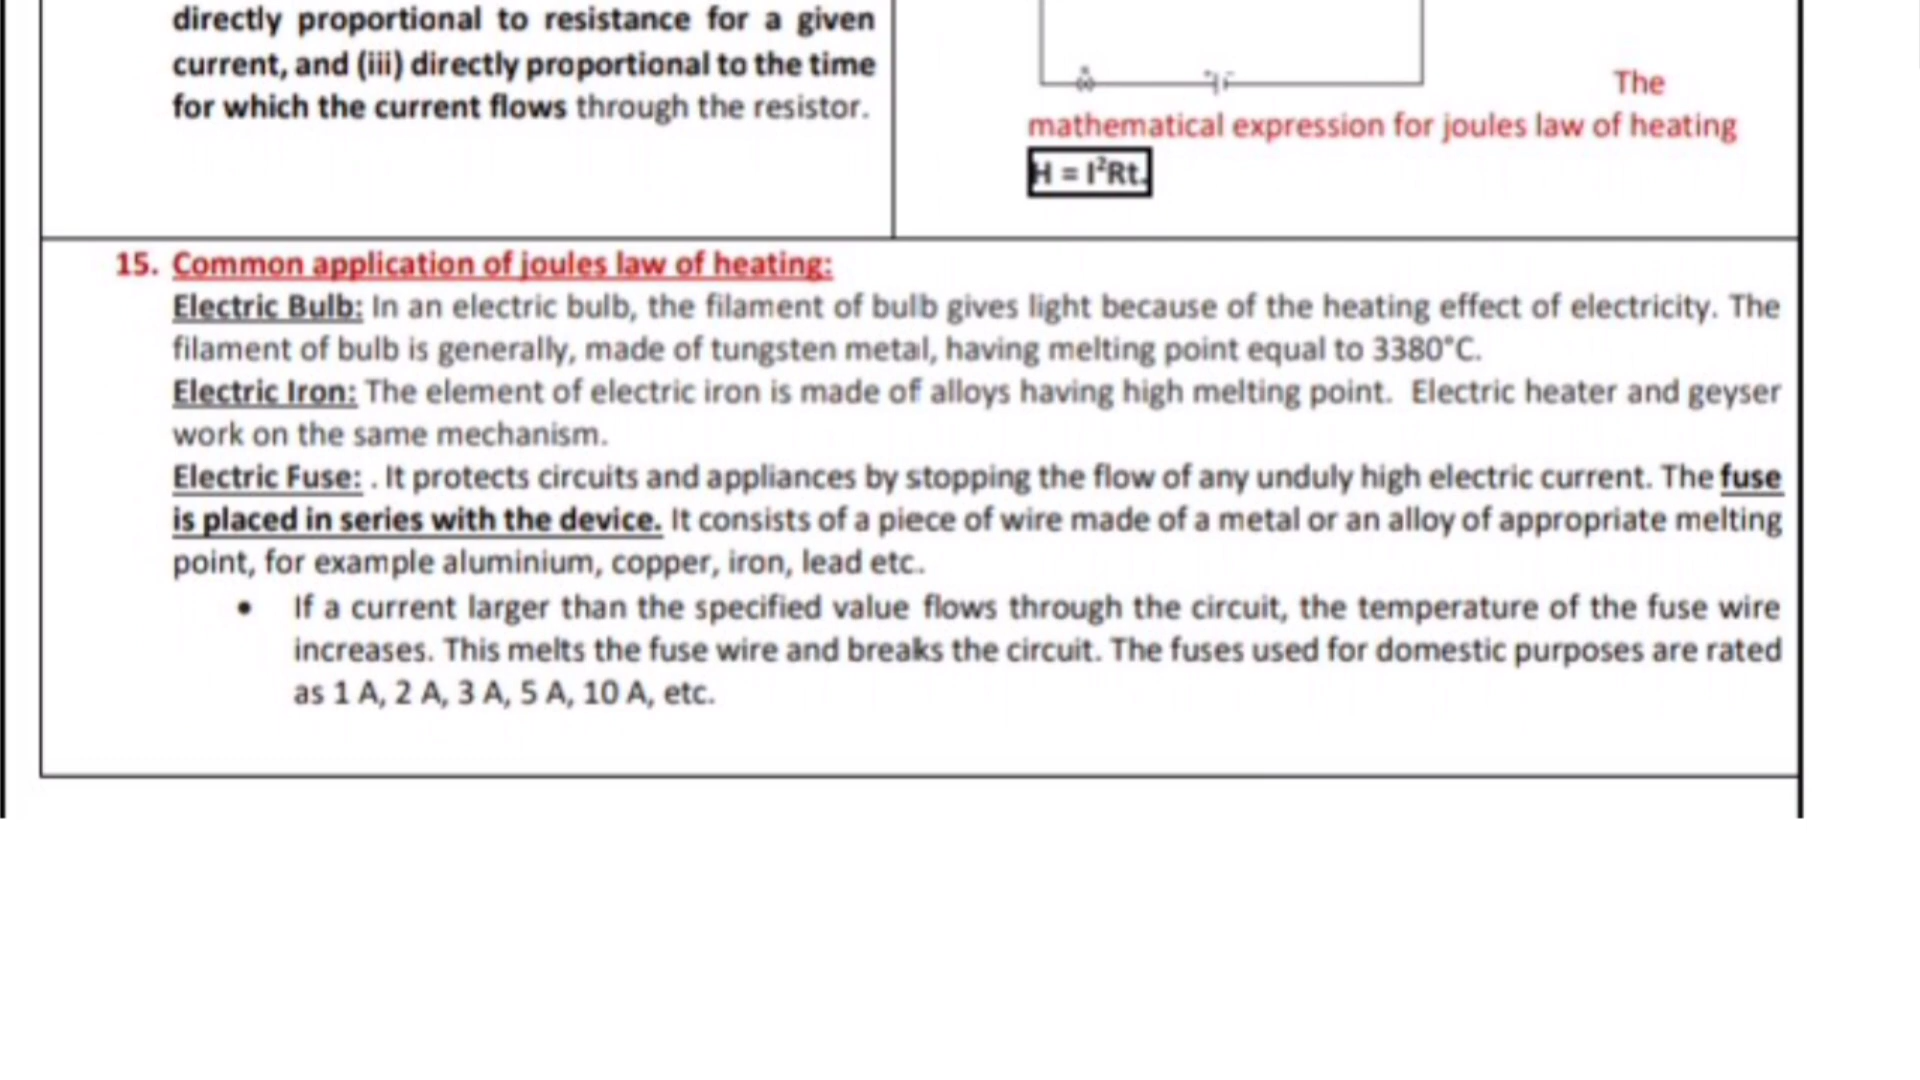 directly proportional to resistance for a given
current, and (iii) directly proportional to the time
for which the current flows through the resistor.
The
mathematical expression for joules law of heating
H = I²Rt.
15. Common application of joules law of heating:
Electric Bulb: In an electric bulb, the filament of bulb gives light because of the heating effect of electricity. The
filament of bulb is generally, made of tungsten metal, having melting point equal to 3380°C.
Electric Iron: The element of electric iron is made of alloys having high melting point. Electric heater and geyser
work on the same mechanism.
Electric Fuse: . It protects circuits and appliances by stopping the flow of any unduly high electric current. The fuse
is placed in series with the device. It consists of a piece of wire made of a metal or an alloy of appropriate melting
point, for example aluminium, copper, iron, lead etc.
• If a current larger than the specified value flows through the circuit, the temperature of the fuse wire
increases. This melts the fuse wire and breaks the circuit. The fuses used for domestic purposes are rated
as 1 A, 2 A, 3 A, 5 A, 10 A, etc.